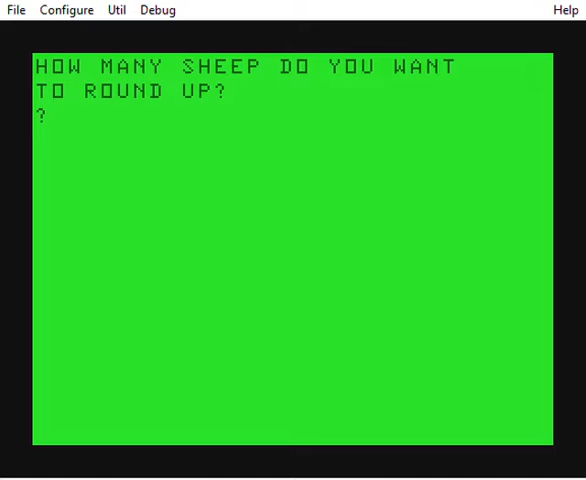 File Configure Util Debug Help
HOW MANY SHEEP DO YOU WANT
TO ROUND UP?
?